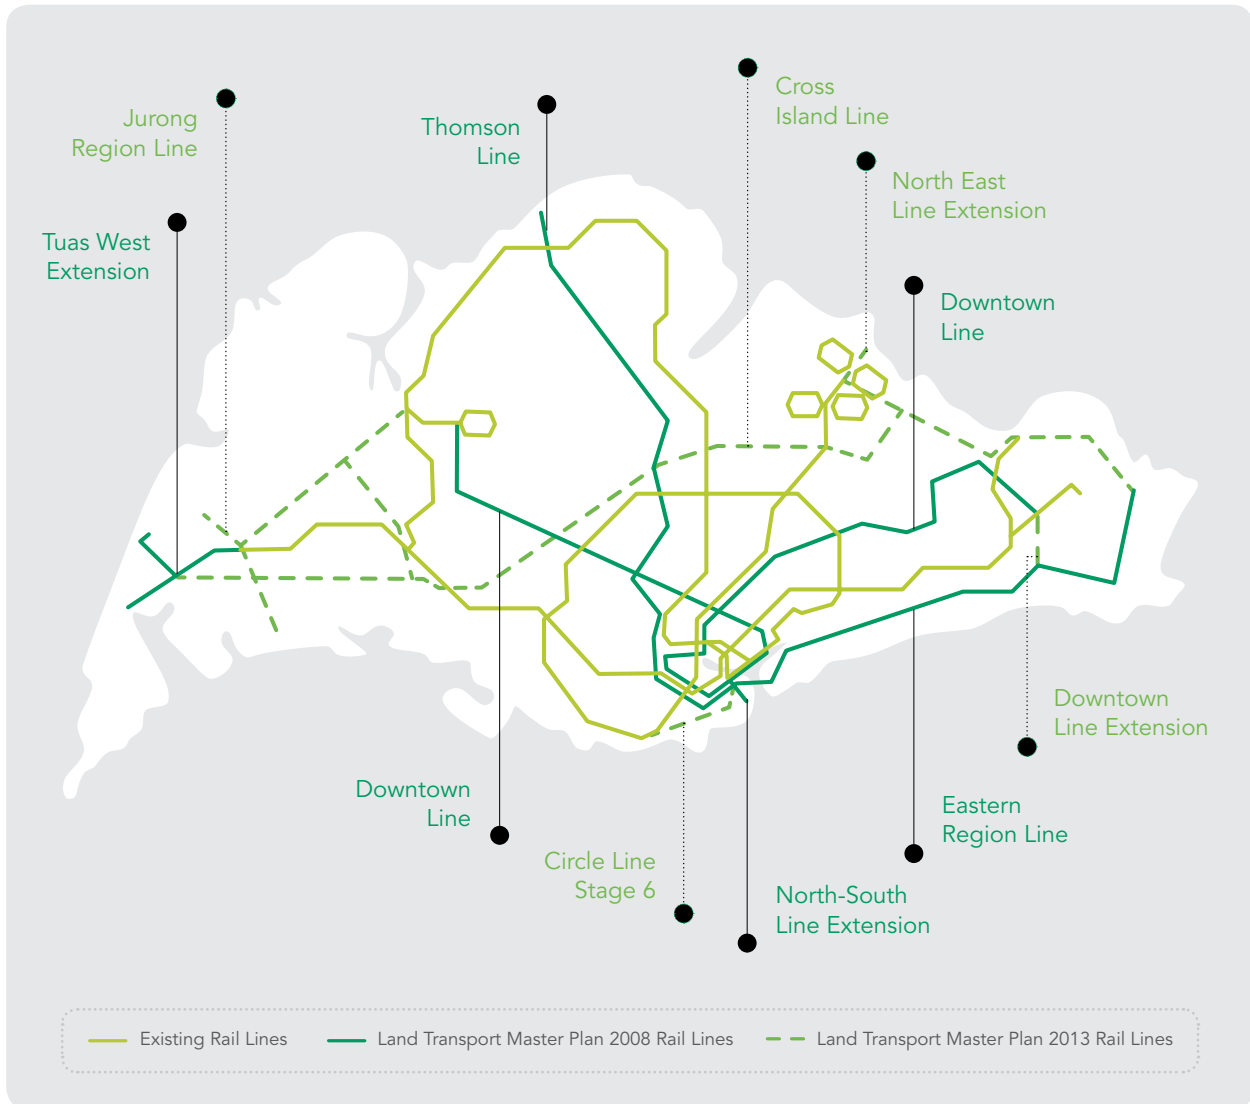 Cross
Island Line
Jurong
Region Line
Thomson
Line
North East
Line Extension
Tuas West
Extension
Downtown
Line
Downtown
Line Extension
Downtown
Line
Eastern
Region Line
Circle Line
Stage 6
North-South
Line Extension
Existing Rail Lines
Land Transport Master Plan 2008 Rail Lines
Land Transport Master Plan 2013 Rail Lines